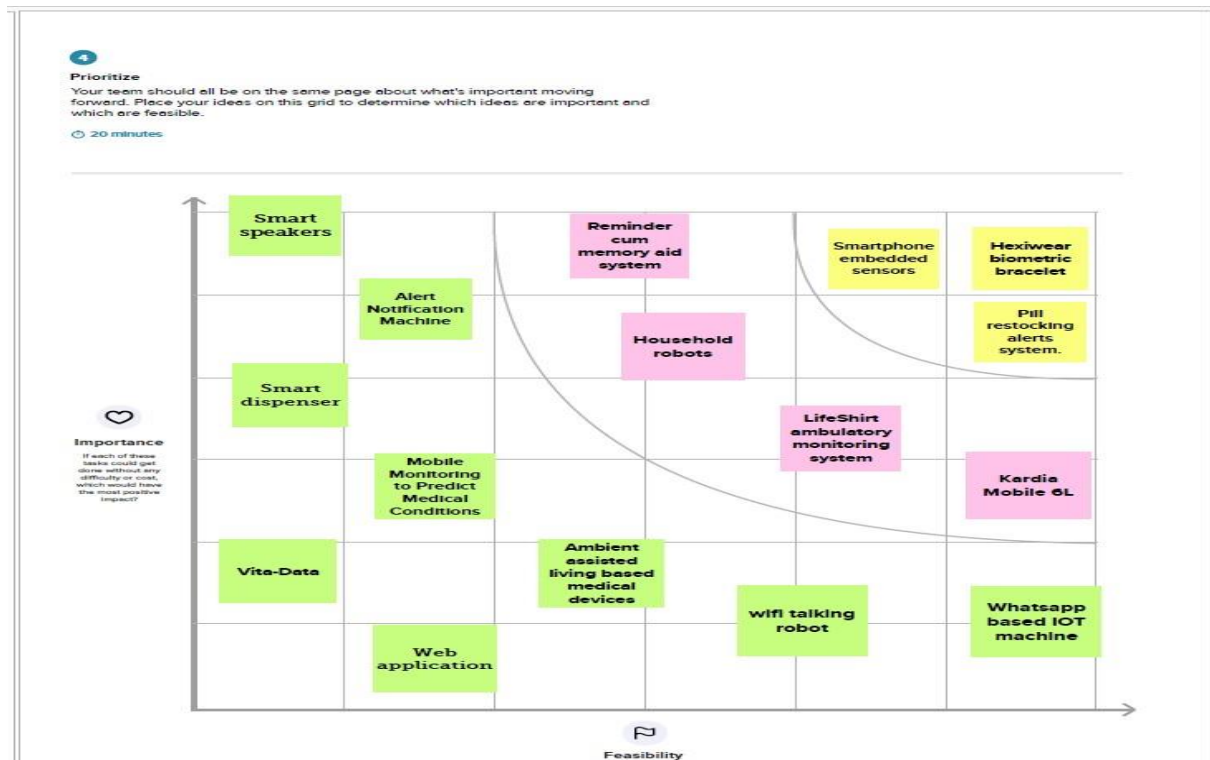 4
Prioritize
Your team should all be on the same page about what's important moving
forward. Place your ideas on this grid to determine which ideas are important and
which are feasible.
20 minutes
Smart
speakers
Reminder
cum
memory aid
system
Smartphone
embedded
sensors
Hexiwear
biometric
bracelet
Alert
Notification
Machine
Household
robots
Pill
restocking
alerts
system.
Smart
dispenser
LifeShirt
ambulatory
monitoring
system
Importance
If each of these
tasks could get
done without any
difficulty or cost,
which would have
the most positive
impact?
Mobile
Monitoring
to Predict
Medical
Conditions
Kardia
Mobile 6L
Vita-Data
Ambient
assisted
living based
medical
devices
wifi talking
robot
Whatsapp
based IOT
machine
Web
application
Feasibility